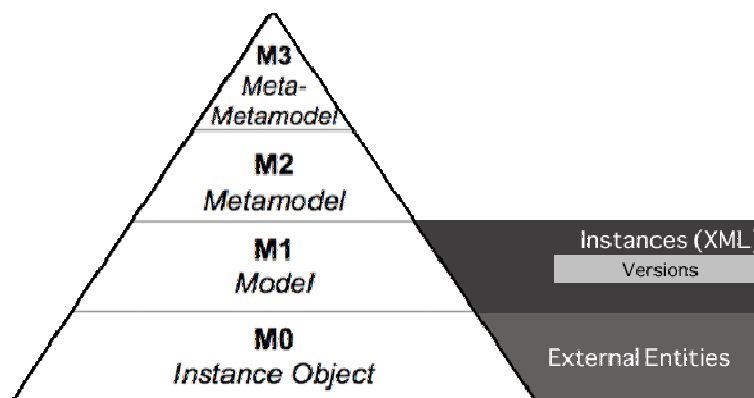 M3
Meta-
Metamodel
M2
Metamodel
M1
Model
Instances (XML)
Versions
M0
Instance Object
External Entities